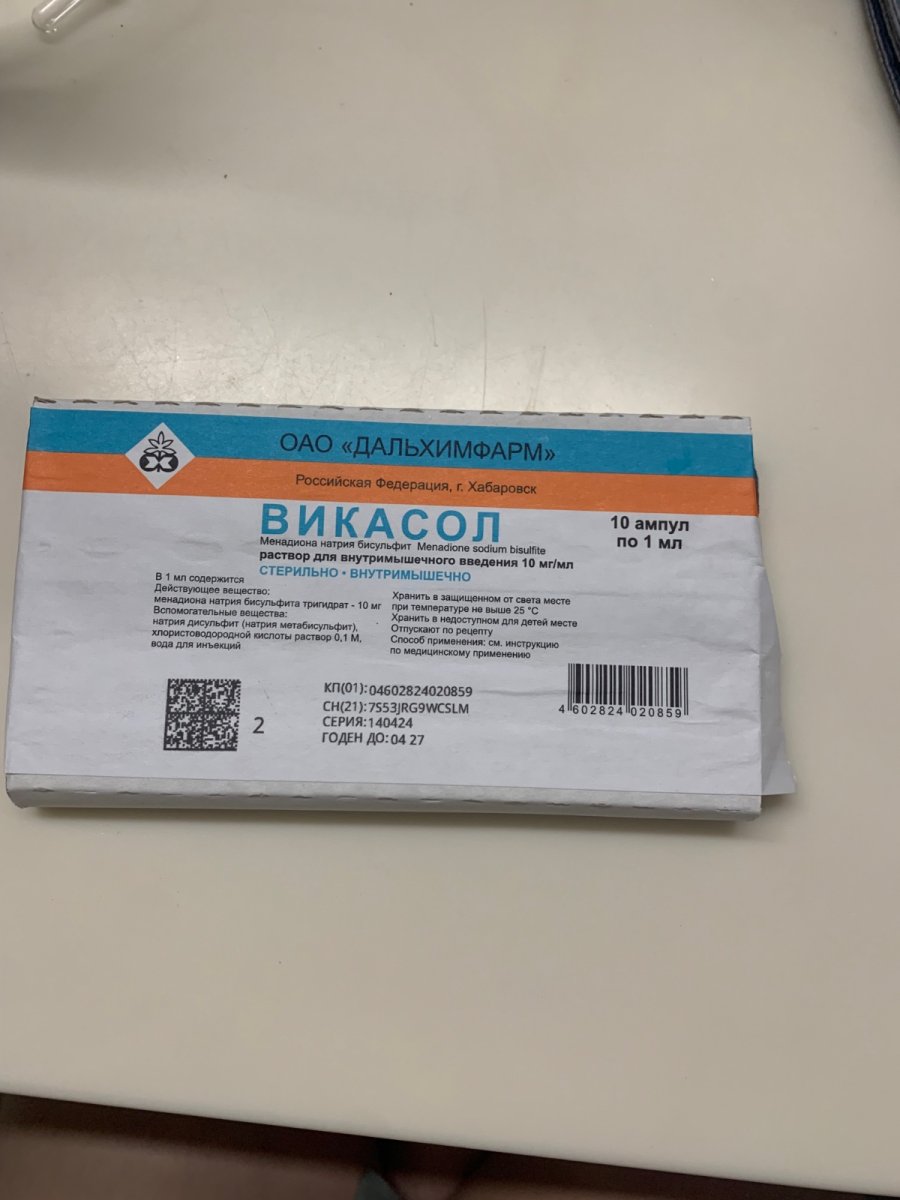 ОАО «ДАЛЬХИМФАРМ»
Российская Федерация, г. Хабаровск
ВИКАСОЛ
Менадиона натрия бисульфит Menadione sodium bisulfite
раствор для внутримышечного введения 10 мг/мл
СТЕРИЛЬНО • ВНУТРИМЫШЕЧНО
10 ампул
по 1 мл
В 1 мл содержится
Действующее вещество:
менадиона натрия бисульфита тригидрат - 10 мг
Вспомогательные вещества:
натрия дисульфит (натрия метабисульфит),
хлористоводородной кислоты раствор 0,1 М,
вода для инъекций
Хранить в защищенном от света месте
при температуре не выше 25 °С
Хранить в недоступном для детей месте
Отпускают по рецепту
Способ применения: см. инструкцию
по медицинскому применению
2
КП(01): 04602824020859
СН(21): 7S53JRG9WCSLM
СЕРИЯ: 140424
ГОДЕН ДО: 04 27
4 602824 020859